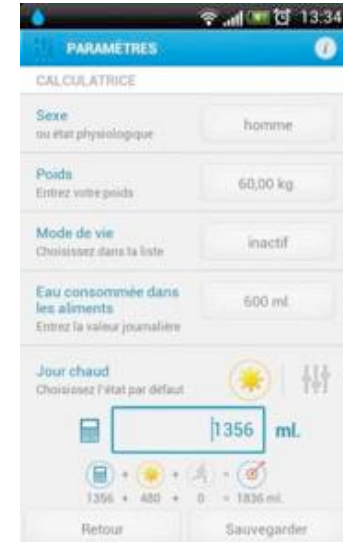 13:34
PARAMÈTRES
CALCULATRICE
Sexe
ou état physiologique
homme
Poids
Entrez votre poids
60,00 kg
Mode de vie
Choisissez dans la liste
inactif
Eau consommée dans
les aliments
Entrez la valeur journalière
600 ml
Jour chaud
Choisissez l'état par défaut
1356 ml.
+ + =
1356 + 480 + 0 = 1836 ml.
Retour Sauvegarder